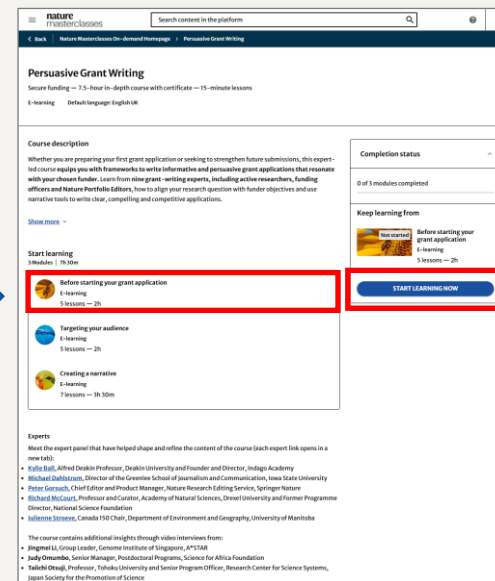 nature
masterclasses
Search content in the platform
< Back
Nature Masterclasses On-demand Homepage > Persuasive Grant Writing
Persuasive Grant Writing
Secure funding — 7.5-hour in-depth course with certificate — 15-minute lessons
E-learning Default language: English UK
Course description
Whether you are preparing your first grant application or seeking to strengthen future submissions, this expert-
led course equips you with frameworks to write informative and persuasive grant applications that resonate
with your chosen funder. Learn from nine grant-writing experts, including active researchers, funding
officers and Nature Portfolio Editors, how to align your research question with funder objectives and use
narrative tools to write clear, compelling and competitive applications.
Show more
Start learning
3 Modules | 7h 30m
Before starting your grant application
E-learning
5 lessons — 2h
Targeting your audience
E-learning
5 lessons — 2h
Creating a narrative
E-learning
7 lessons — 3h 30m
Completion status
0 of 3 modules completed
Keep learning from
Not started
Before starting your
grant application
E-learning
5 lessons — 2h
START LEARNING NOW
Experts
Meet the expert panel that have helped shape and refine the content of the course (each expert link opens in a
new tab):
• Kylie Ball, Alfred Deakin Professor, Deakin University and Founder and Director, Indago Academy
• Michael Dahlstrom, Director of the Greenlee School of Journalism and Communication, Iowa State University
• Peter Gorsuch, Chief Editor and Product Manager, Nature Research Editing Service, Springer Nature
• Richard McCourt, Professor and Curator, Academy of Natural Sciences, Drexel University and Former Programme
Director, National Science Foundation
• Julienne Stroeve, Canada 150 Chair, Department of Environment and Geography, University of Manitoba
The course contains additional insights through video interviews from:
• Jingmei Li, Group Leader, Genome Institute of Singapore, A*STAR
• Judy Omumbo, Senior Manager, Postdoctoral Programs, Science for Africa Foundation
• Taiichi Otsuji, Professor, Tohoku University and Senior Program Officer, Research Center for Science Systems,
Japan Society for the Promotion of Science